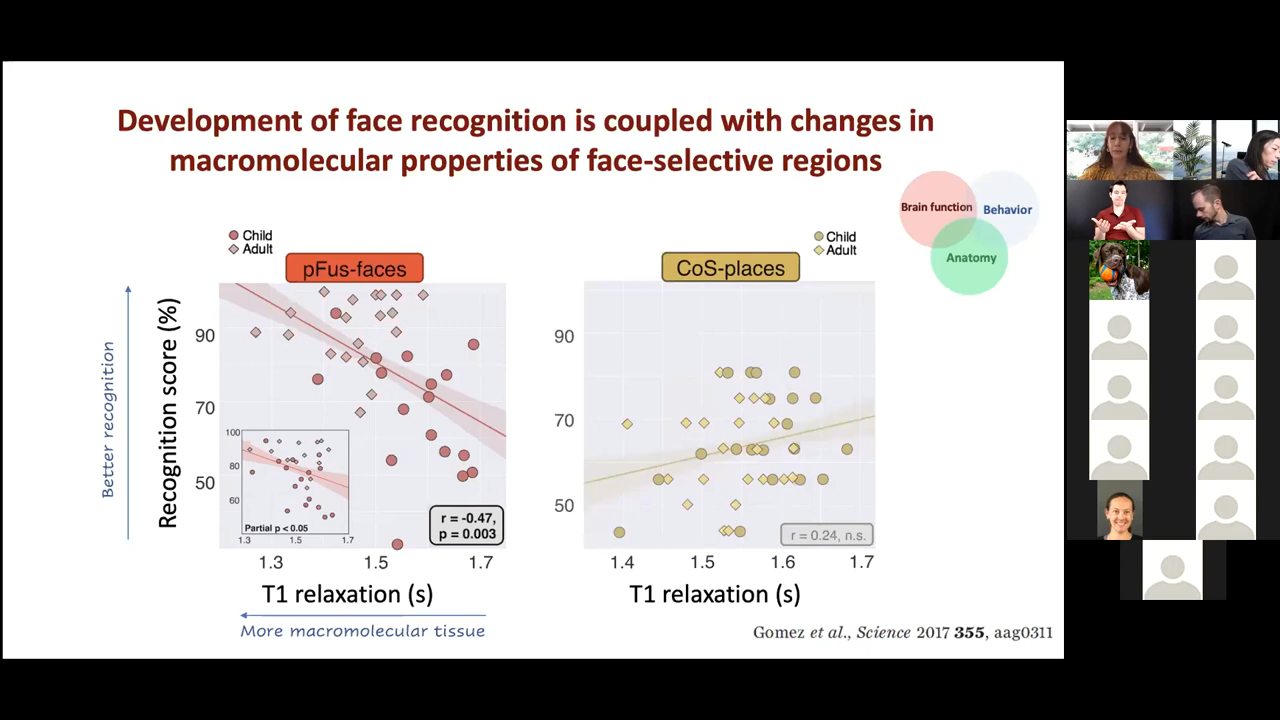 Development of face recognition is coupled with changes in
macromolecular properties of face-selective regions
Brain function
Behavior
Anatomy
Child
Adult
pFus-faces
Better recognition
Recognition score (%)
90
70
50
100
80
60
Partial p < 0.05
1.3
1.5
1.7
r = -0.47,
p = 0.003
1.3
1.5
1.7
T1 relaxation (s)
More macromolecular tissue
Child
Adult
CoS-places
90
70
50
r = 0.24, n.s.
1.4
1.5
1.6
1.7
T1 relaxation (s)
Gomez et al., Science 2017 355, aag0311